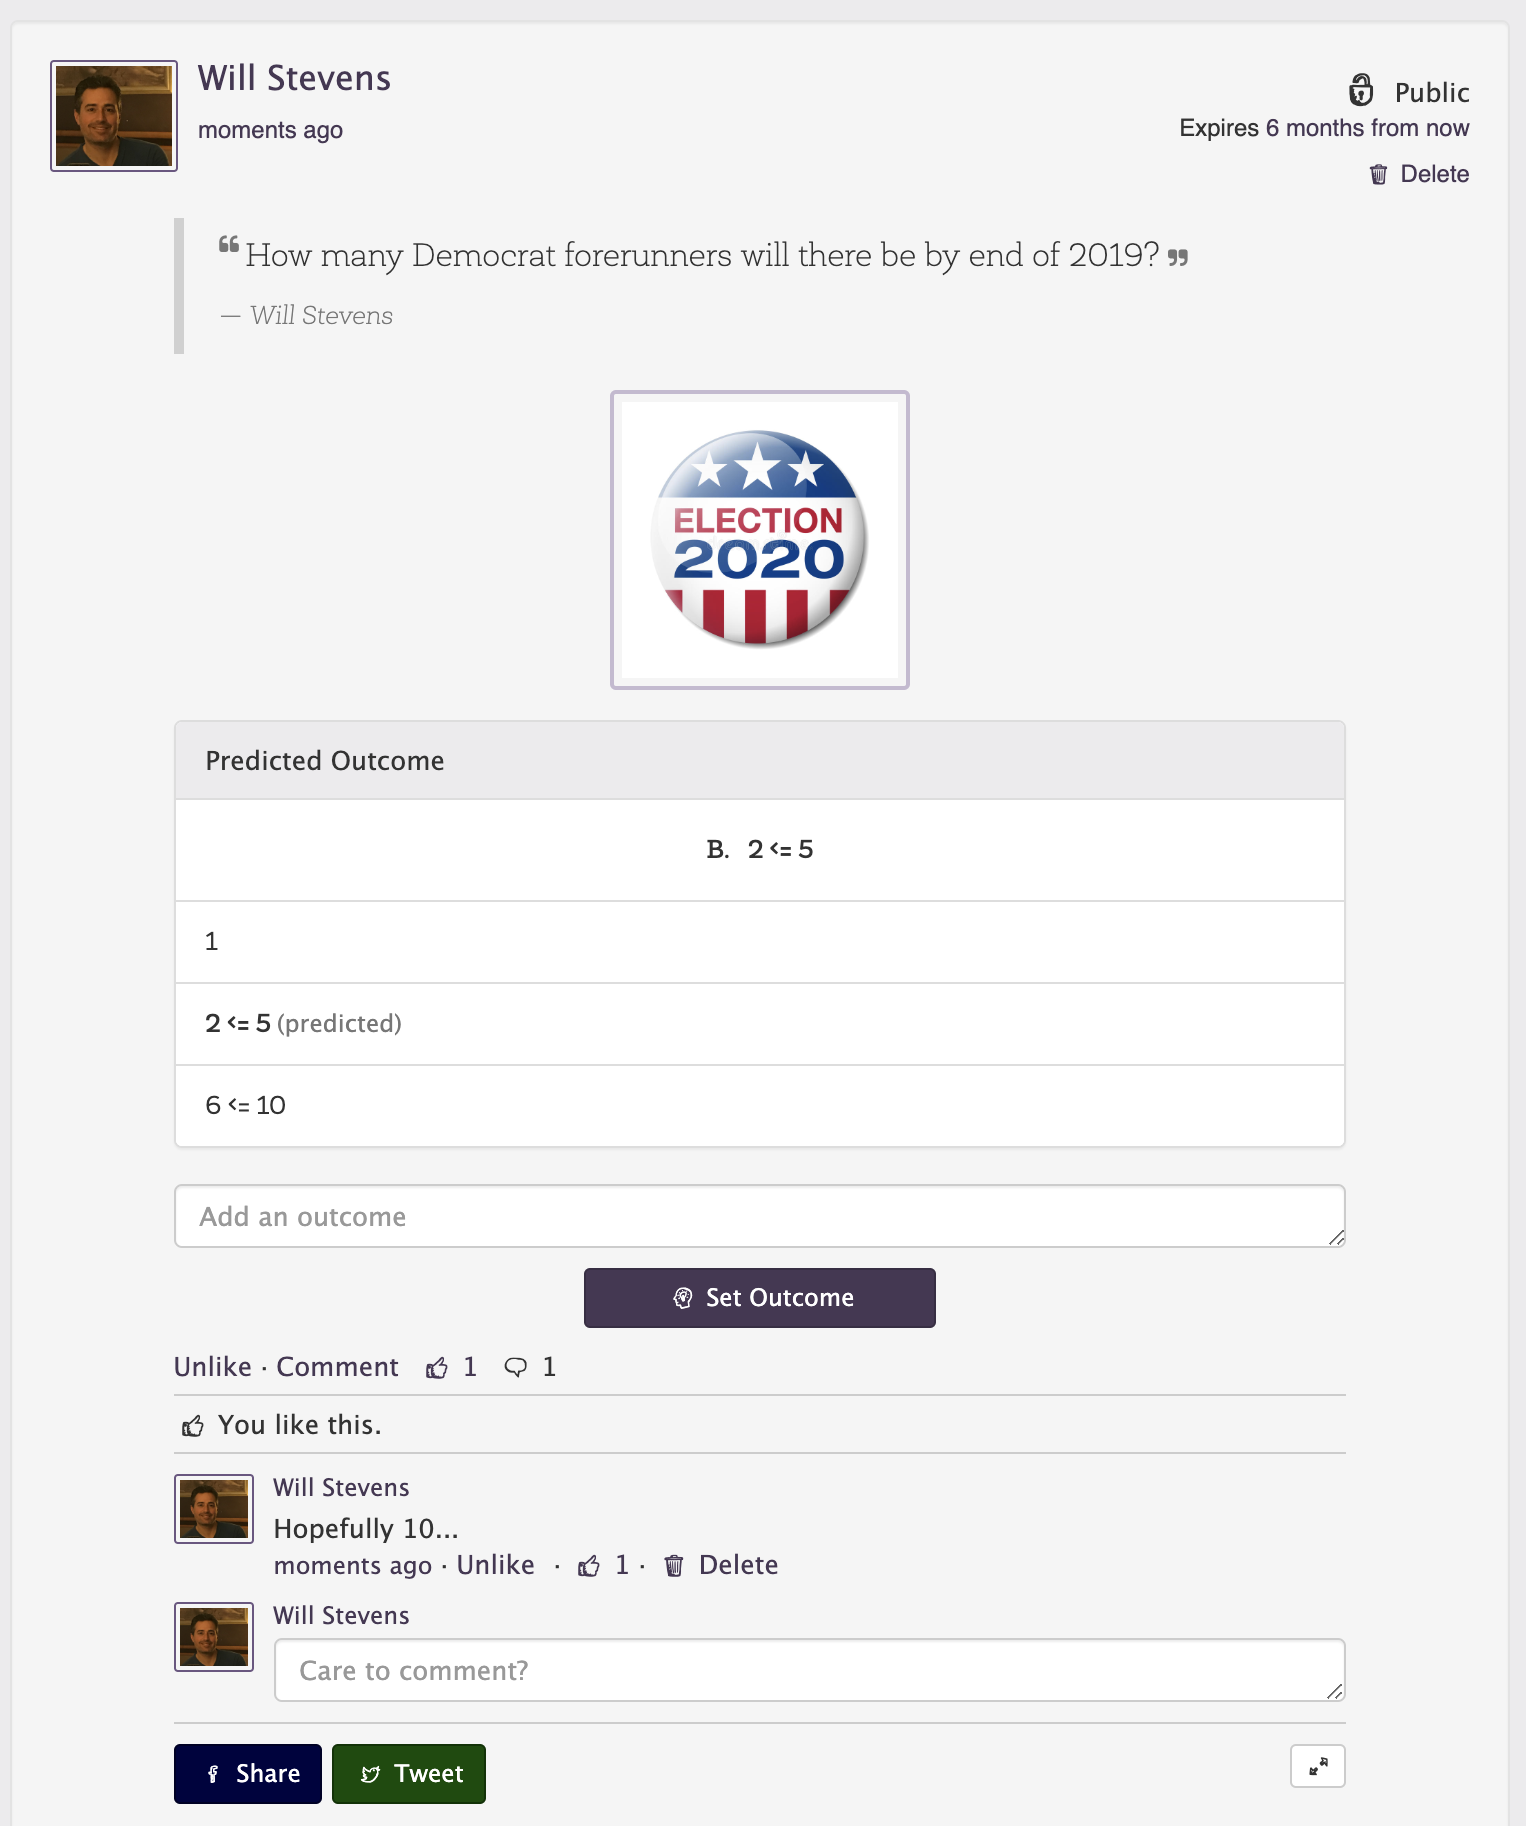 Will Stevens
moments ago
Public
Expires 6 months from now
Delete
“ How many Democrat forerunners will there be by end of 2019? ”
— Will Stevens
ELECTION
2020
Predicted Outcome
B. 2 <= 5
1
2 <= 5 (predicted)
6 <= 10
Add an outcome
Set Outcome
Unlike · Comment 1 1
You like this.
Will Stevens
Hopefully 10...
moments ago · Unlike · 1 · Delete
Will Stevens
Care to comment?
Share Tweet